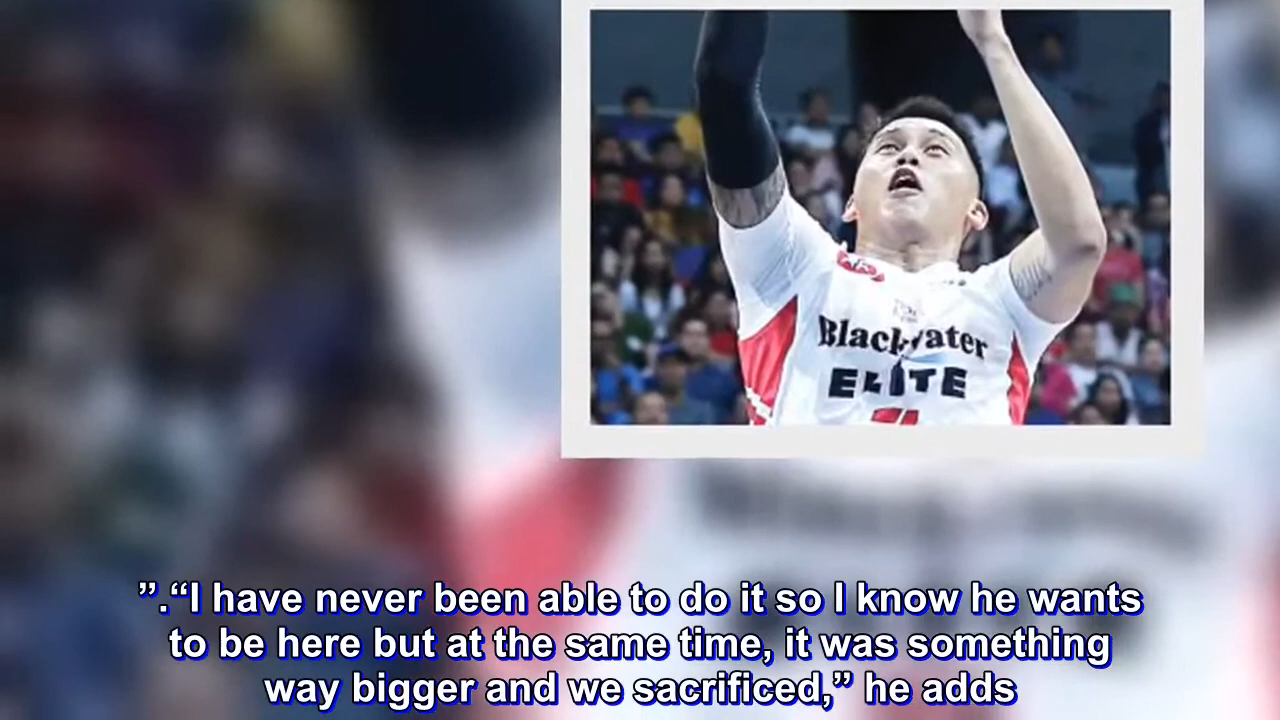 Blackwater
ELITE
”.“I have never been able to do it so I know he wants
to be here but at the same time, it was something
way bigger and we sacrificed,” he adds